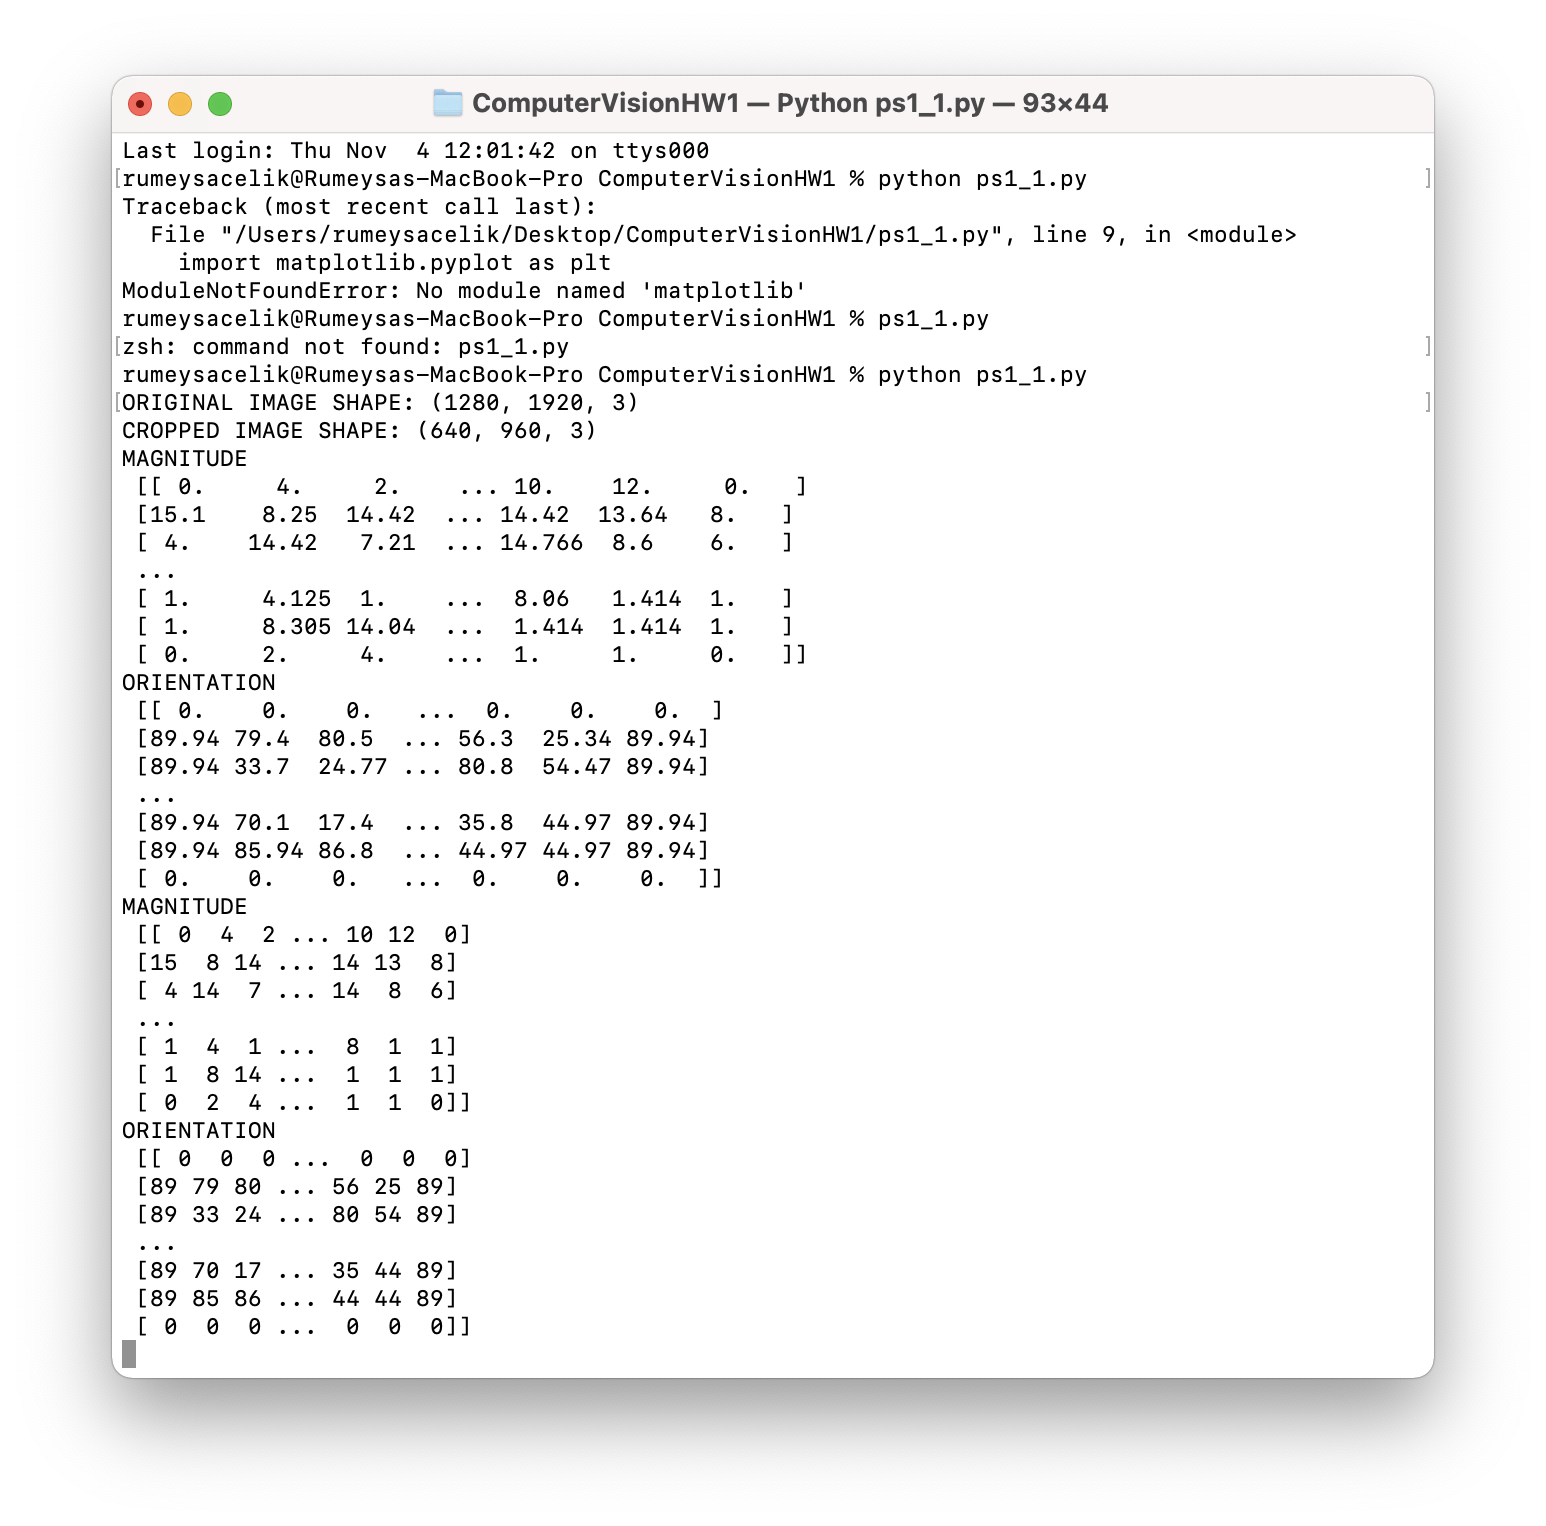 ComputerVisionHW1 — Python ps1_1.py — 93×44
Last login: Thu Nov  4 12:01:42 on ttys000
[rumeysacelik@Rumeysas-MacBook-Pro ComputerVisionHW1 % python ps1_1.py ]
Traceback (most recent call last):
  File "/Users/rumeysacelik/Desktop/ComputerVisionHW1/ps1_1.py", line 9, in <module>
    import matplotlib.pyplot as plt
ModuleNotFoundError: No module named 'matplotlib'
rumeysacelik@Rumeysas-MacBook-Pro ComputerVisionHW1 % ps1_1.py
[zsh: command not found: ps1_1.py ]
rumeysacelik@Rumeysas-MacBook-Pro ComputerVisionHW1 % python ps1_1.py
[ORIGINAL IMAGE SHAPE: (1280, 1920, 3) ]
CROPPED IMAGE SHAPE: (640, 960, 3)
MAGNITUDE
 [[ 0.     4.     2.    ... 10.    12.     0.   ]
 [15.1    8.25  14.42  ... 14.42  13.64   8.   ]
 [ 4.    14.42   7.21  ... 14.766  8.6    6.   ]
 ...
 [ 1.     4.125  1.    ...  8.06   1.414  1.   ]
 [ 1.     8.305 14.04  ...  1.414  1.414  1.   ]
 [ 0.     2.     4.    ...  1.     1.     0.   ]]
ORIENTATION
 [[ 0.    0.    0.   ...  0.    0.    0.  ]
 [89.94 79.4  80.5  ... 56.3  25.34 89.94]
 [89.94 33.7  24.77 ... 80.8  54.47 89.94]
 ...
 [89.94 70.1  17.4  ... 35.8  44.97 89.94]
 [89.94 85.94 86.8  ... 44.97 44.97 89.94]
 [ 0.    0.    0.   ...  0.    0.    0.  ]]
MAGNITUDE
 [[ 0  4  2 ... 10 12  0]
 [15  8 14 ... 14 13  8]
 [ 4 14  7 ... 14  8  6]
 ...
 [ 1  4  1 ...  8  1  1]
 [ 1  8 14 ...  1  1  1]
 [ 0  2  4 ...  1  1  0]]
ORIENTATION
 [[ 0  0  0 ...  0  0  0]
 [89 79 80 ... 56 25 89]
 [89 33 24 ... 80 54 89]
 ...
 [89 70 17 ... 35 44 89]
 [89 85 86 ... 44 44 89]
 [ 0  0  0 ...  0  0  0]]